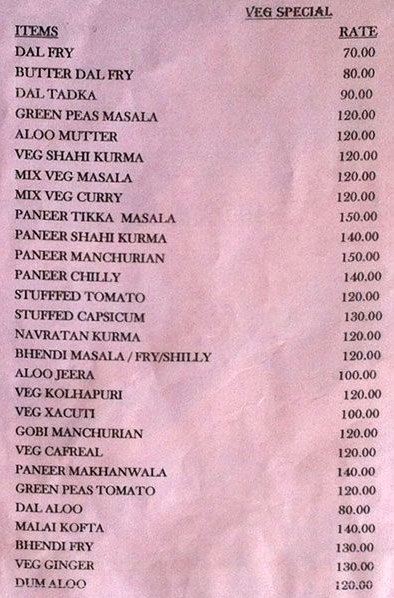 VEG SPECIAL
ITEMS RATE
DAL FRY 70.00
BUTTER DAL FRY 80.00
DAL TADKA 90.00
GREEN PEAS MASALA 120.00
ALOO MUTTER 120.00
VEG SHAHI KURMA 120.00
MIX VEG MASALA 120.00
MIX VEG CURRY 120.00
PANEER TIKKA MASALA 150.00
PANEER SHAHI KURMA 140.00
PANEER MANCHURIAN 150.00
PANEER CHILLY 140.00
STUFFFED TOMATO 120.00
STUFFED CAPSICUM 130.00
NAVRATAN KURMA 120.00
BHENDI MASALA / FRY/SHILLY 120.00
ALOO JEERA 100.00
VEG KOLHAPURI 120.00
VEG XACUTI 100.00
GOBI MANCHURIAN 120.00
VEG CAFREAL 120.00
PANEER MAKHANWALA 140.00
GREEN PEAS TOMATO 120.00
DAL ALOO 80.00
MALAI KOFTA 140.00
BHENDI FRY 130.00
VEG GINGER 130.00
DUM ALOO 120.00